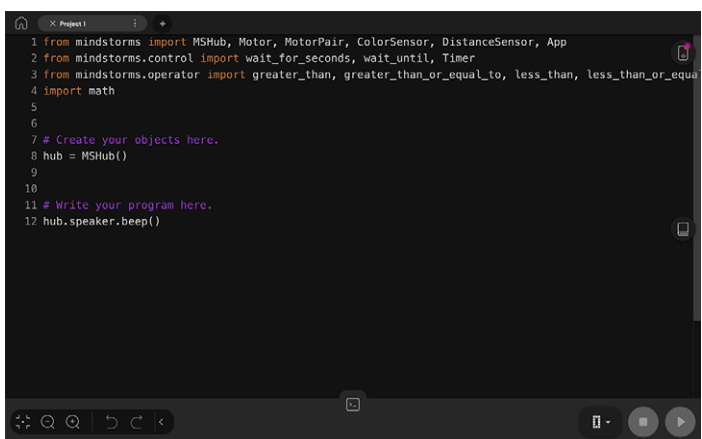 Project 1
1 from mindstorms import MSHub, Motor, MotorPair, ColorSensor, DistanceSensor, App
2 from mindstorms.control import wait_for_seconds, wait_until, Timer
3 from mindstorms.operator import greater_than, greater_than_or_equal_to, less_than, less_than_or_equa
4 import math
5
6
7 # Create your objects here.
8 hub = MSHub()
9
10
11 # Write your program here.
12 hub.speaker.beep()